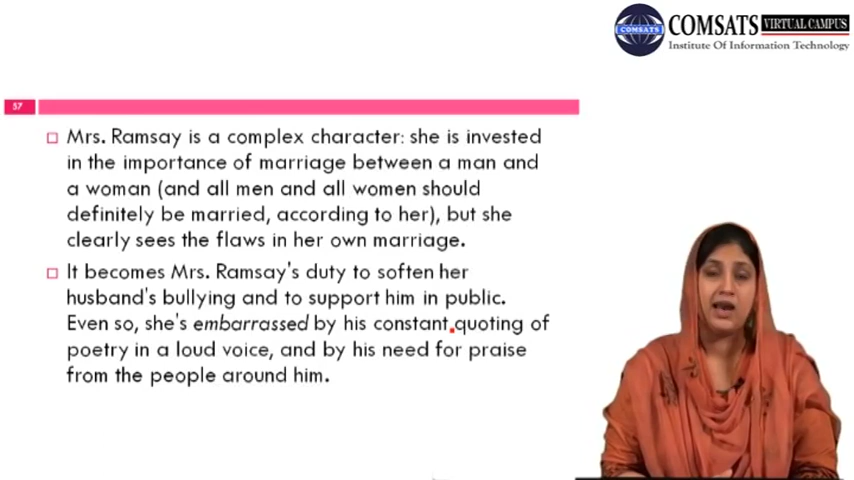 COMSATS
COMSATS VIRTUAL CAMPUS
Institute Of Information Technology
57
Mrs. Ramsay is a complex character: she is invested
in the importance of marriage between a man and
a woman (and all men and all women should
definitely be married, according to her), but she
clearly sees the flaws in her own marriage.
It becomes Mrs. Ramsay's duty to soften her
husband's bullying and to support him in public.
Even so, she's embarrassed by his constant quoting of
poetry in a loud voice, and by his need for praise
from the people around him.